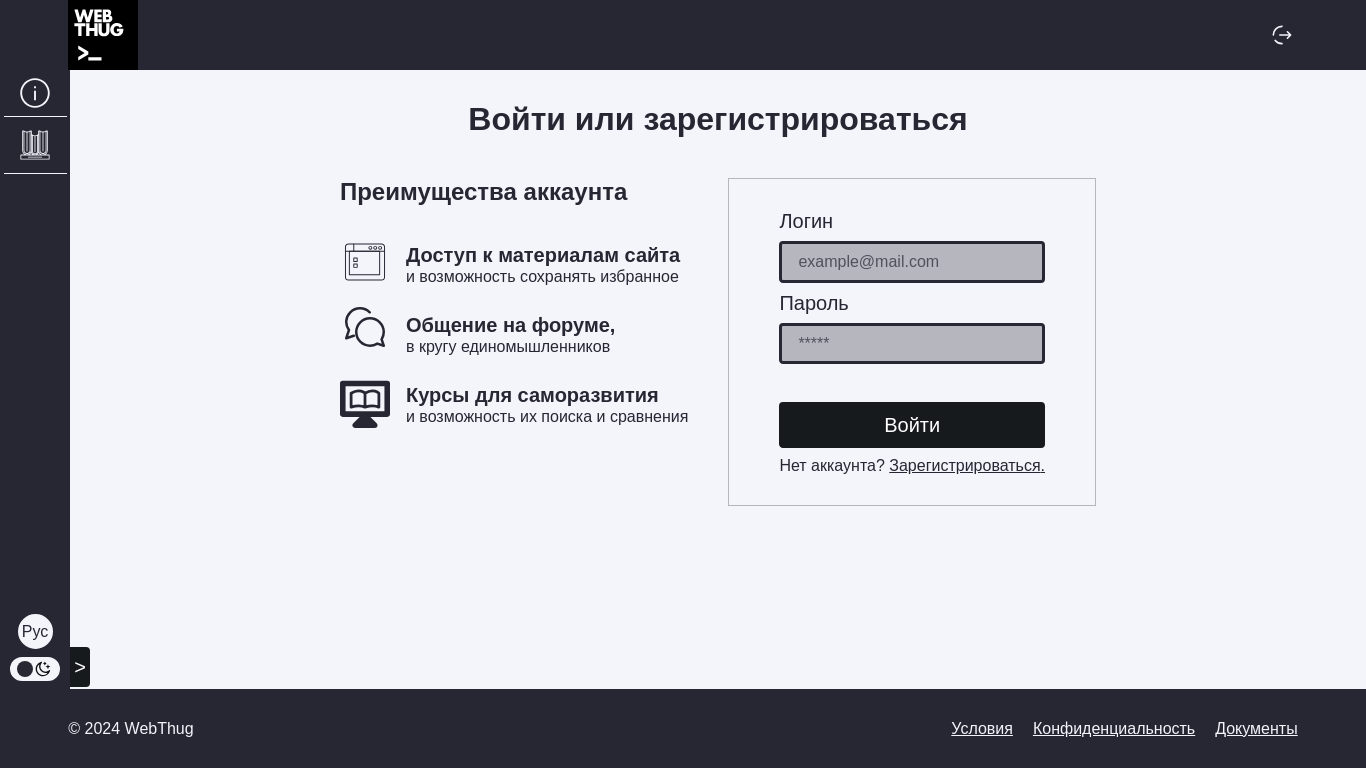 WEB
THUG
>_
Войти или зарегистрироваться
Преимущества аккаунта
Доступ к материалам сайта
и возможность сохранять избранное
Общение на форуме,
в кругу единомышленников
Курсы для саморазвития
и возможность их поиска и сравнения
Логин
example@mail.com
Пароль
*****
Войти
Нет аккаунта? Зарегистрироваться.
Рус
>
© 2024 WebThug
Условия Конфиденциальность Документы